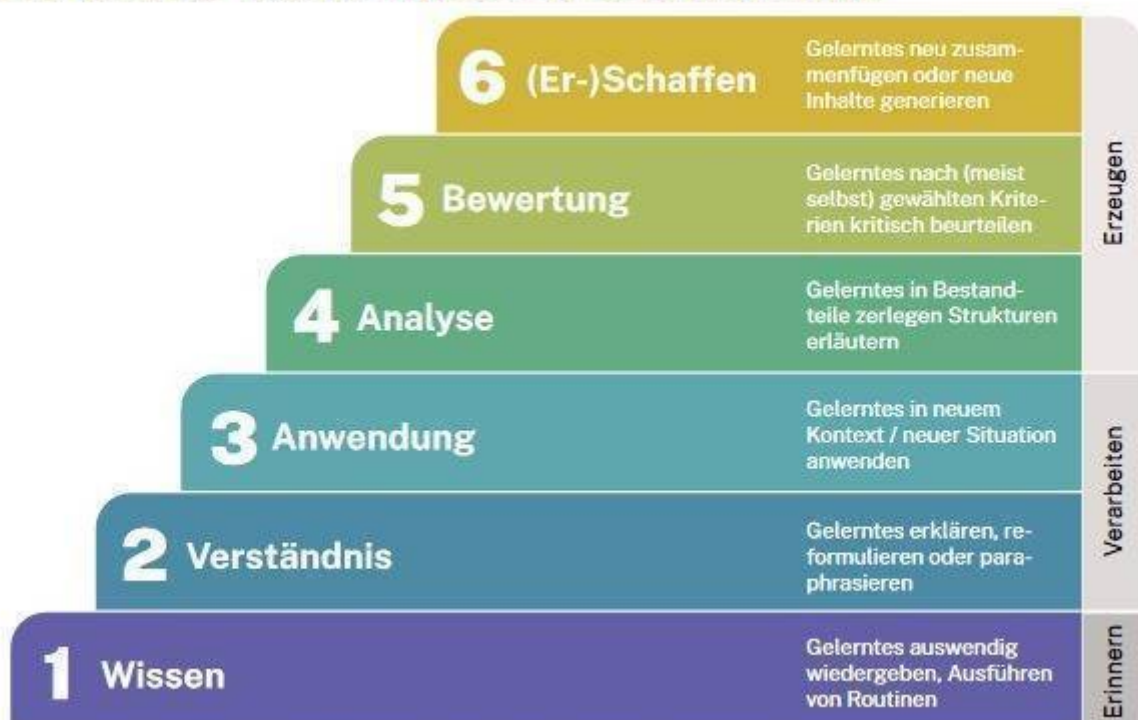 6 (Er-)Schaffen
Gelerntes neu zusam-
menfügen oder neue
Inhalte generieren
5 Bewertung
Gelerntes nach (meist
selbst) gewählten Krite-
rien kritisch beurteilen
4 Analyse
Gelerntes in Bestand-
teile zerlegen Strukturen
erläutern
Erzeugen
3 Anwendung
Gelerntes in neuem
Kontext / neuer Situation
anwenden
2 Verständnis
Gelerntes erklären, re-
formulieren oder para-
phrasieren
Verarbeiten
1 Wissen
Gelerntes auswendig
wiedergeben, Ausführen
von Routinen
Erinnern